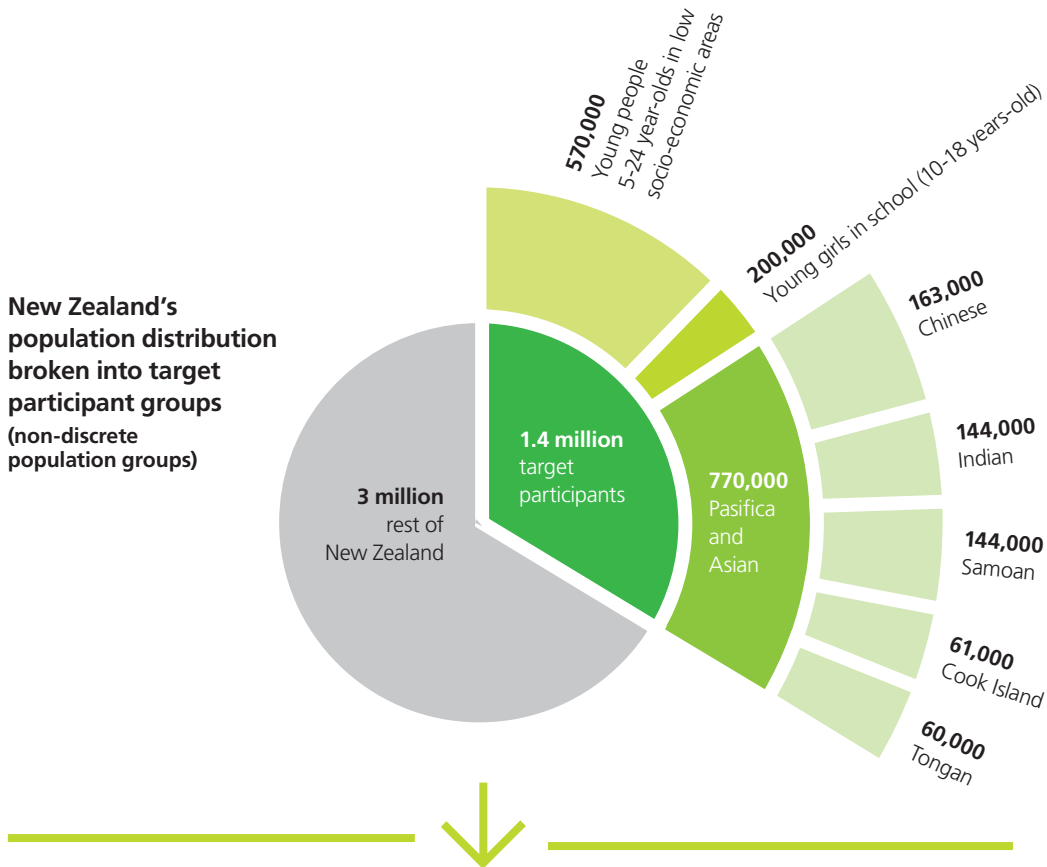 New Zealand's
population distribution
broken into target
participant groups
(non-discrete
population groups)
3 million
rest of
New Zealand
1.4 million
target
participants
570,000
Young people
5-24 year-olds in low
socio-economic areas
200,000
Young girls in school (10-18 years-old)
770,000
Pasifica
and
Asian
163,000
Chinese
144,000
Indian
144,000
Samoan
61,000
Cook Island
60,000
Tongan